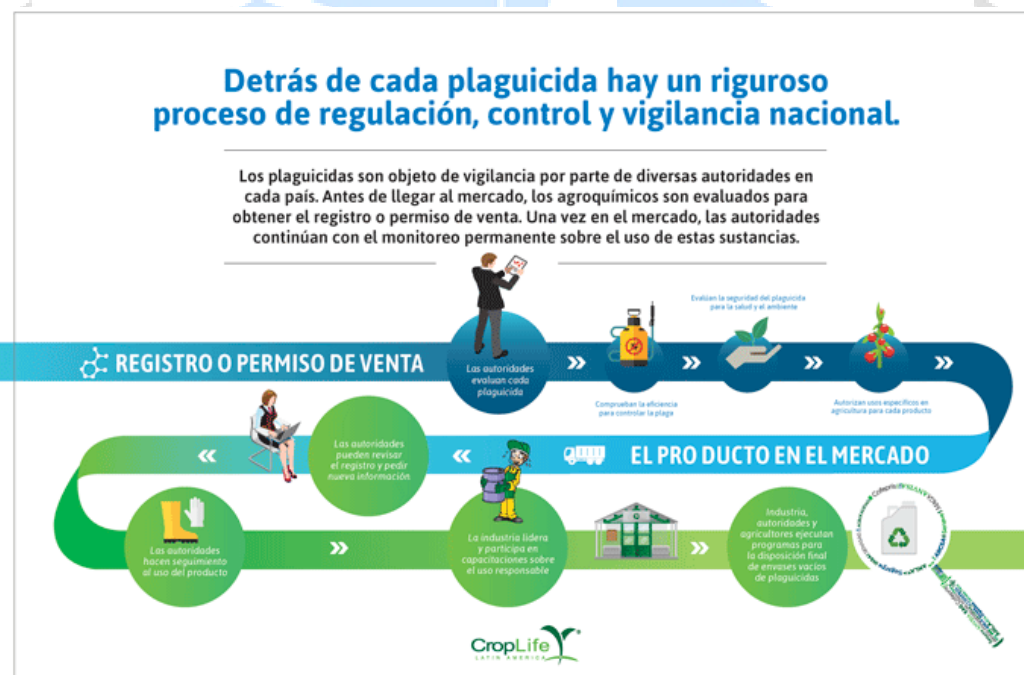 Detrás de cada plaguicida hay un riguroso
proceso de regulación, control y vigilancia nacional.
Los plaguicidas son objeto de vigilancia por parte de diversas autoridades en
cada país. Antes de llegar al mercado, los agroquímicos son evaluados para
obtener el registro o permiso de venta. Una vez en el mercado, las autoridades
continúan con el monitoreo permanente sobre el uso de estas sustancias.
REGISTRO O PERMISO DE VENTA
Las autoridades
evaluan cada
plaguicida
Comprueban la eficiencia
para controlar la plaga
Evalúan la seguridad del plaguicida
para la salud y el ambiente
Autorizan usos específicos en
agricultura para cada producto
EL PRO DUCTO EN EL MERCADO
Las autoridades
pueden revisar
el registro y pedir
nueva información
Las autoridades
hacen seguimiento
al uso del producto
La industria lidera
y participa en
capacitaciones sobre
el uso responsable
Industria,
autoridades y
agricultores ejecutan
programas para
la disposición final
de envases vacíos
de plaguicidas
CropLife
LATIN AMERICA